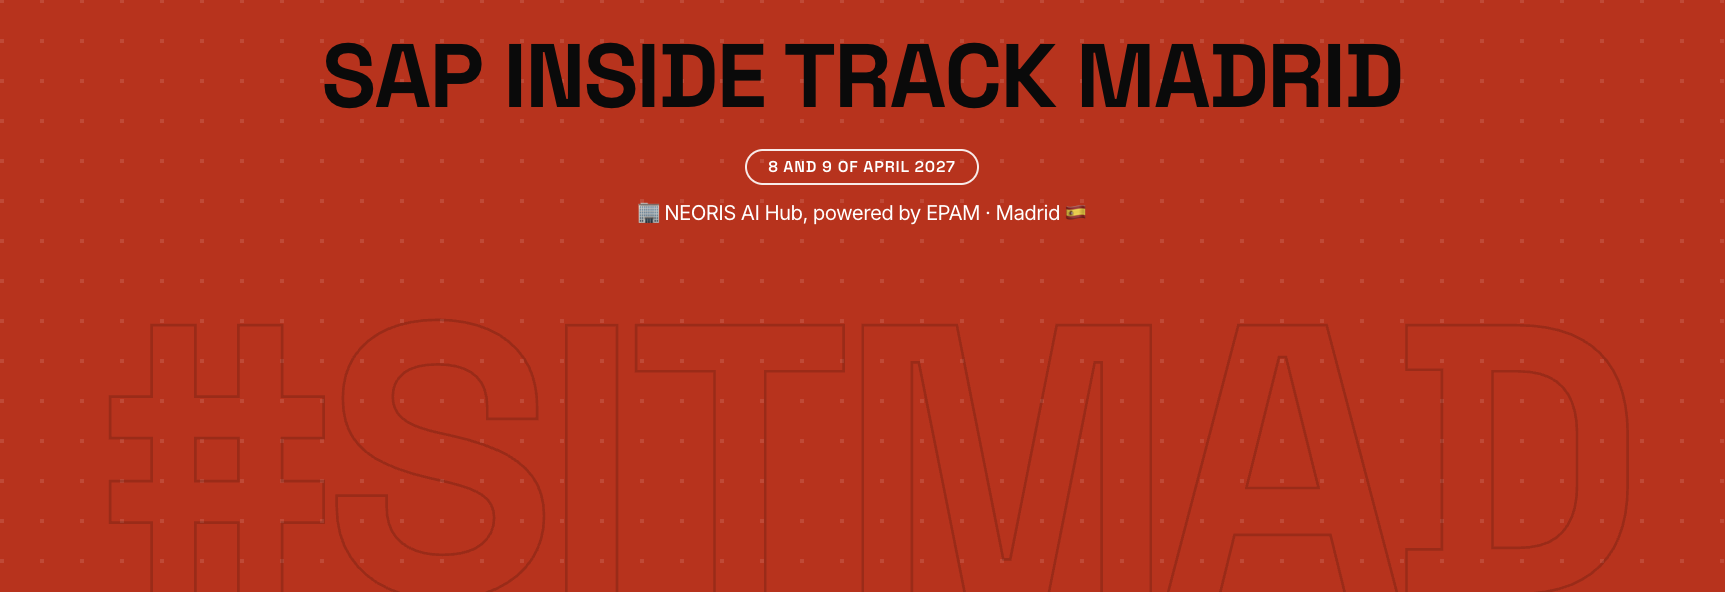 SAP INSIDE TRACK MADRID
8 AND 9 OF APRIL 2027
🏢 NEORIS AI Hub, powered by EPAM · Madrid 🇪🇸
#SITMAD